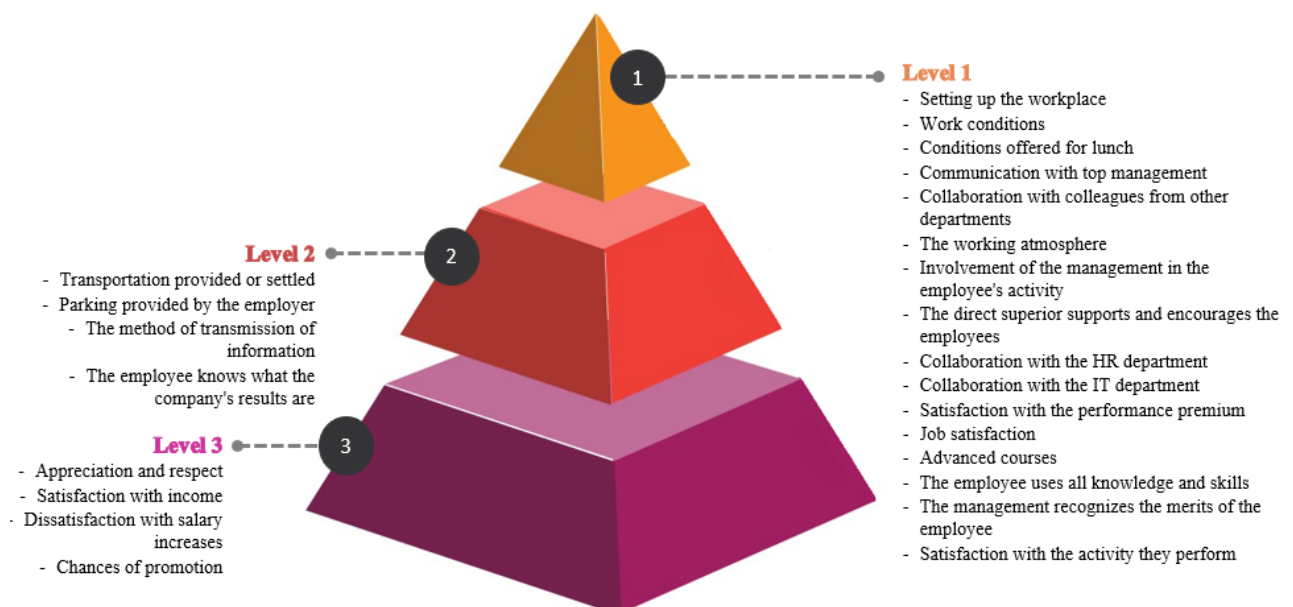 1
Level 1
- Setting up the workplace
- Work conditions
- Conditions offered for lunch
- Communication with top management
- Collaboration with colleagues from other
departments
- The working atmosphere
- Involvement of the management in the
employee's activity
- The direct superior supports and encourages the
employees
- Collaboration with the HR department
- Collaboration with the IT department
- Satisfaction with the performance premium
- Job satisfaction
- Advanced courses
- The employee uses all knowledge and skills
- The management recognizes the merits of the
employee
- Satisfaction with the activity they perform
2
Level 2
- Transportation provided or settled
- Parking provided by the employer
- The method of transmission of
information
- The employee knows what the
company's results are
3
Level 3
- Appreciation and respect
- Satisfaction with income
- Dissatisfaction with salary
increases
- Chances of promotion